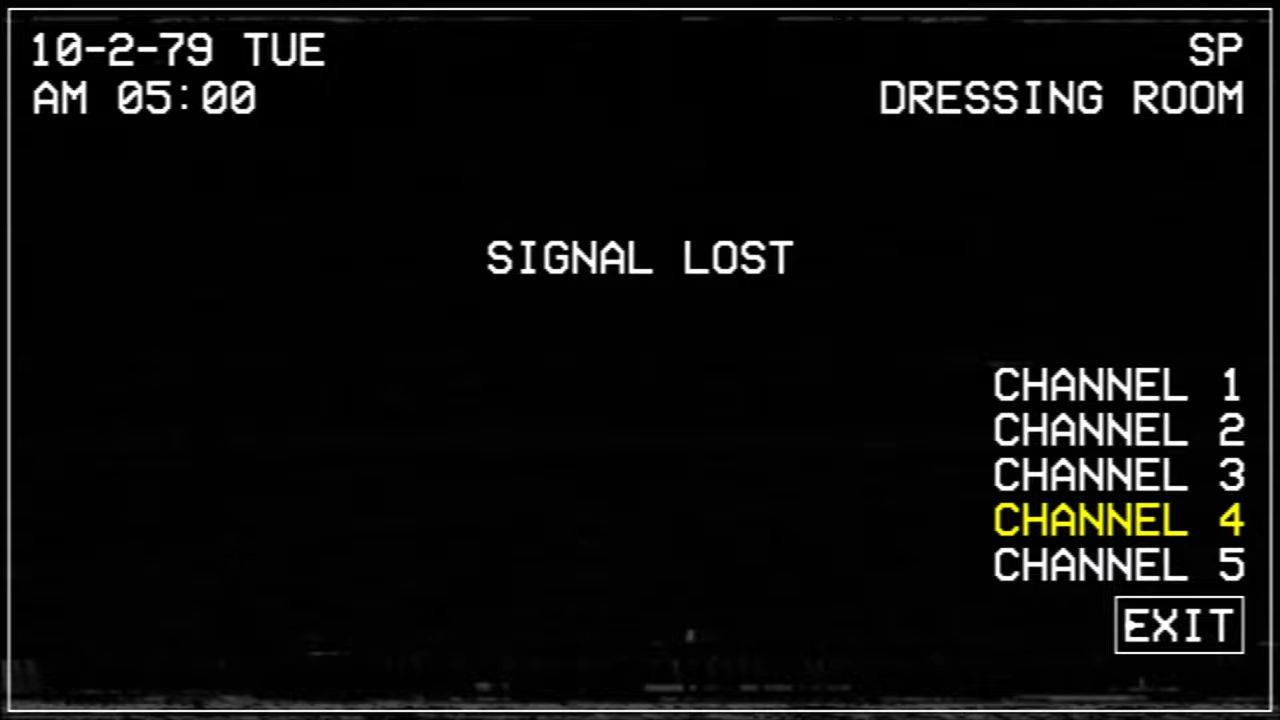 10-2-79 TUE
SP
AM 05:00
DRESSING ROOM
SIGNAL LOST
CHANNEL 1
CHANNEL 2
CHANNEL 3
CHANNEL 4
CHANNEL 5
EXIT